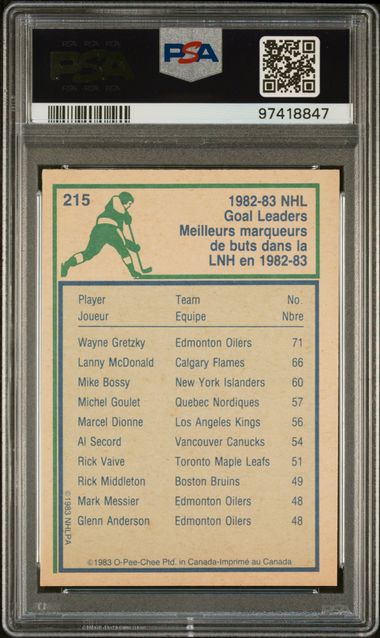 PSA
PSA
97418847
215
1982-83 NHL
Goal Leaders
Meilleurs marqueurs
de buts dans la
LNH en 1982-83
Player Team No.
Joueur Equipe Nbre
Wayne Gretzky Edmonton Oilers 71
Lanny McDonald Calgary Flames 66
Mike Bossy New York Islanders 60
Michel Goulet Quebec Nordiques 57
Marcel Dionne Los Angeles Kings 56
Al Secord Vancouver Canucks 54
Rick Vaive Toronto Maple Leafs 51
Rick Middleton Boston Bruins 49
Mark Messier Edmonton Oilers 48
Glenn Anderson Edmonton Oilers 48
©1983 NHLPA
©1983 O-Pee-Chee Ptd. in Canada-Imprimé au Canada